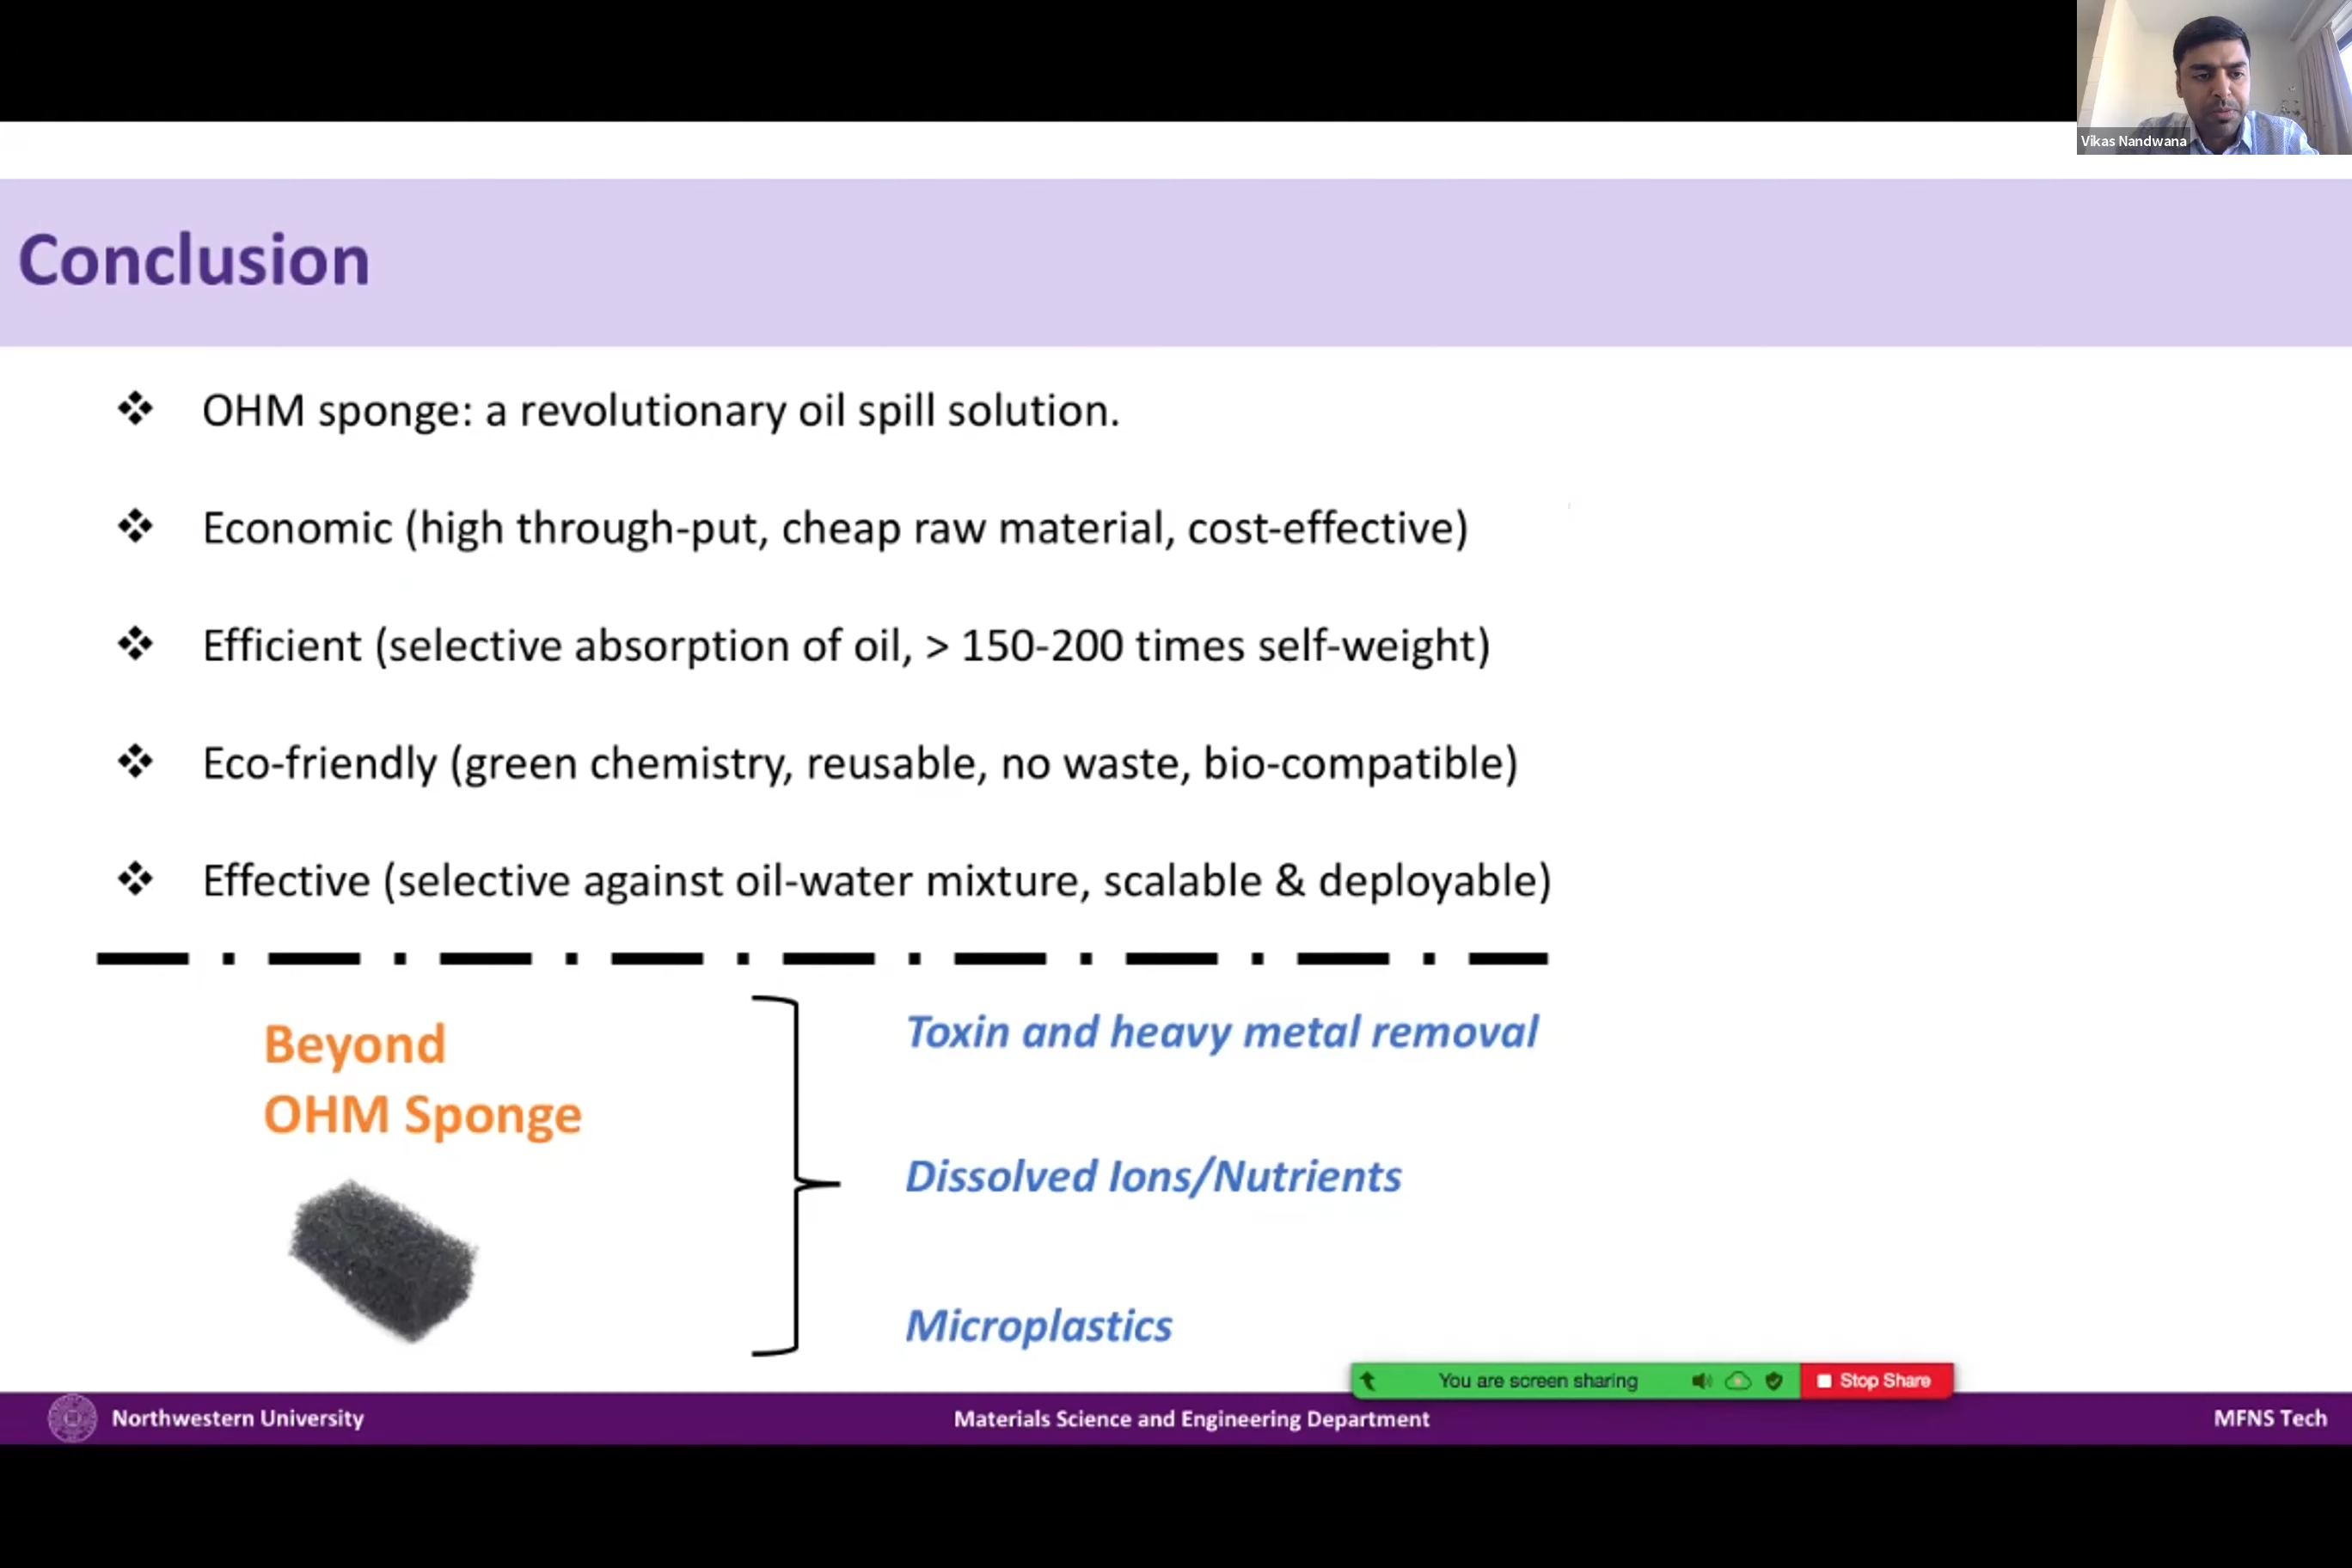 Vikas Nandwana
Conclusion
OHM sponge: a revolutionary oil spill solution.
Economic (high through-put, cheap raw material, cost-effective)
Efficient (selective absorption of oil, > 150-200 times self-weight)
Eco-friendly (green chemistry, reusable, no waste, bio-compatible)
Effective (selective against oil-water mixture, scalable & deployable)
Beyond
OHM Sponge
Toxin and heavy metal removal
Dissolved Ions/Nutrients
Microplastics
You are screen sharing
Stop Share
Northwestern University
Materials Science and Engineering Department
MFNS Tech